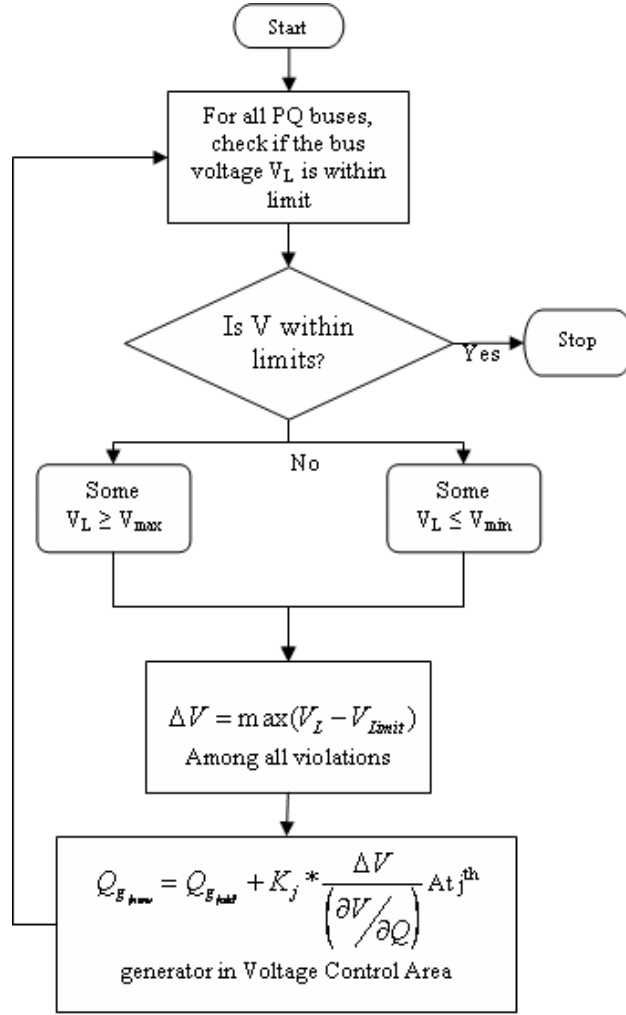 Start
For all PQ buses,
check if the bus
voltage V_L is within
limit
Is V within
limits?
Yes
Stop
No
Some
V_L ≥ V_max
Some
V_L ≤ V_min
ΔV = max(V_L − V_Limit)
Among all violations
Q_g_jnew = Q_g_jold + K_j * ΔV / (∂V/∂Q) At j^th
generator in Voltage Control Area